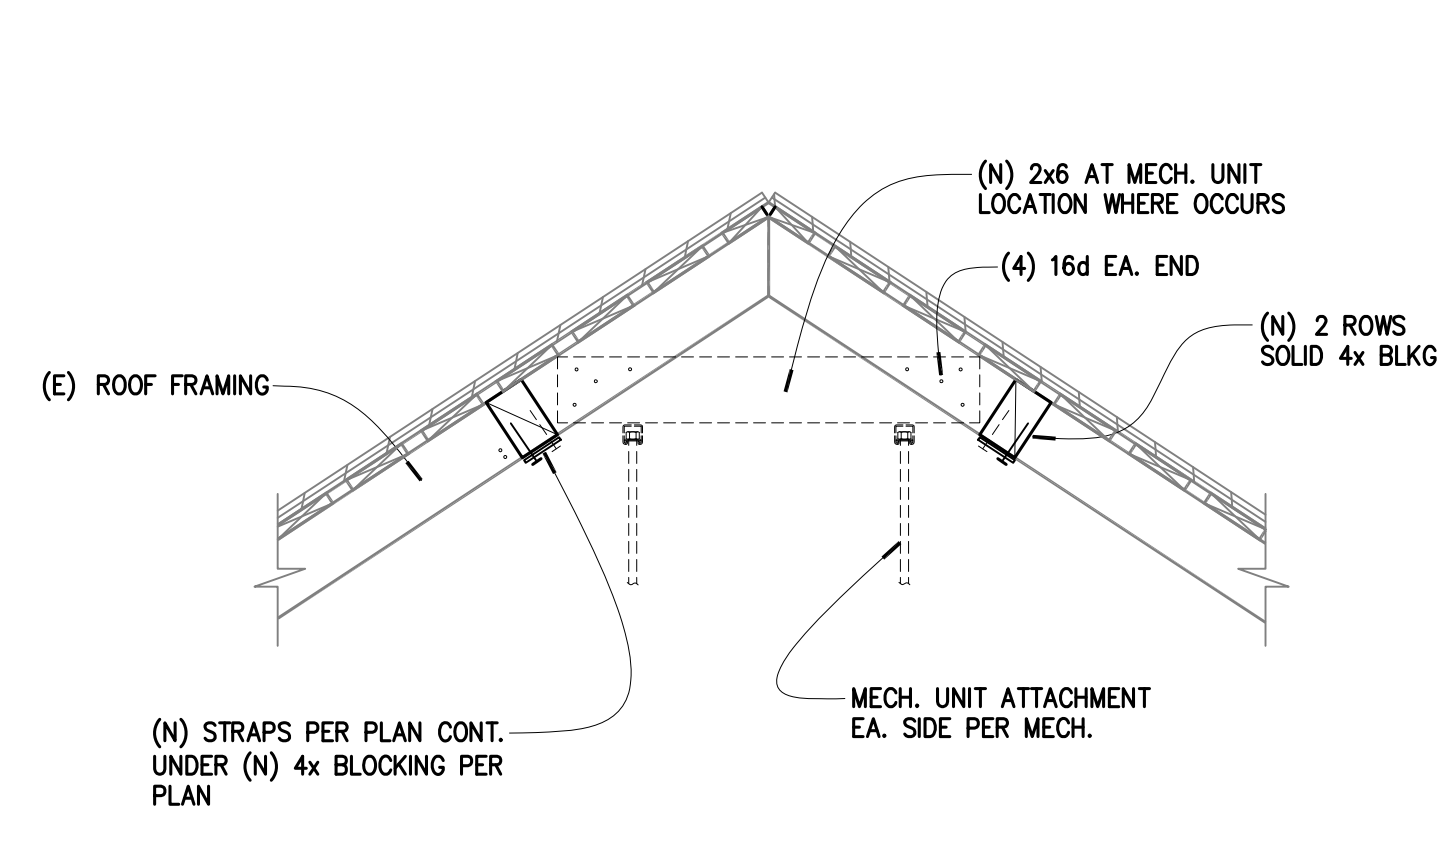 (N) 2x6 AT MECH. UNIT
LOCATION WHERE OCCURS
(4) 16d EA. END
(N) 2 ROWS
SOLID 4x BLKG
(E) ROOF FRAMING
MECH. UNIT ATTACHMENT
EA. SIDE PER MECH.
(N) STRAPS PER PLAN CONT.
UNDER (N) 4x BLOCKING PER
PLAN